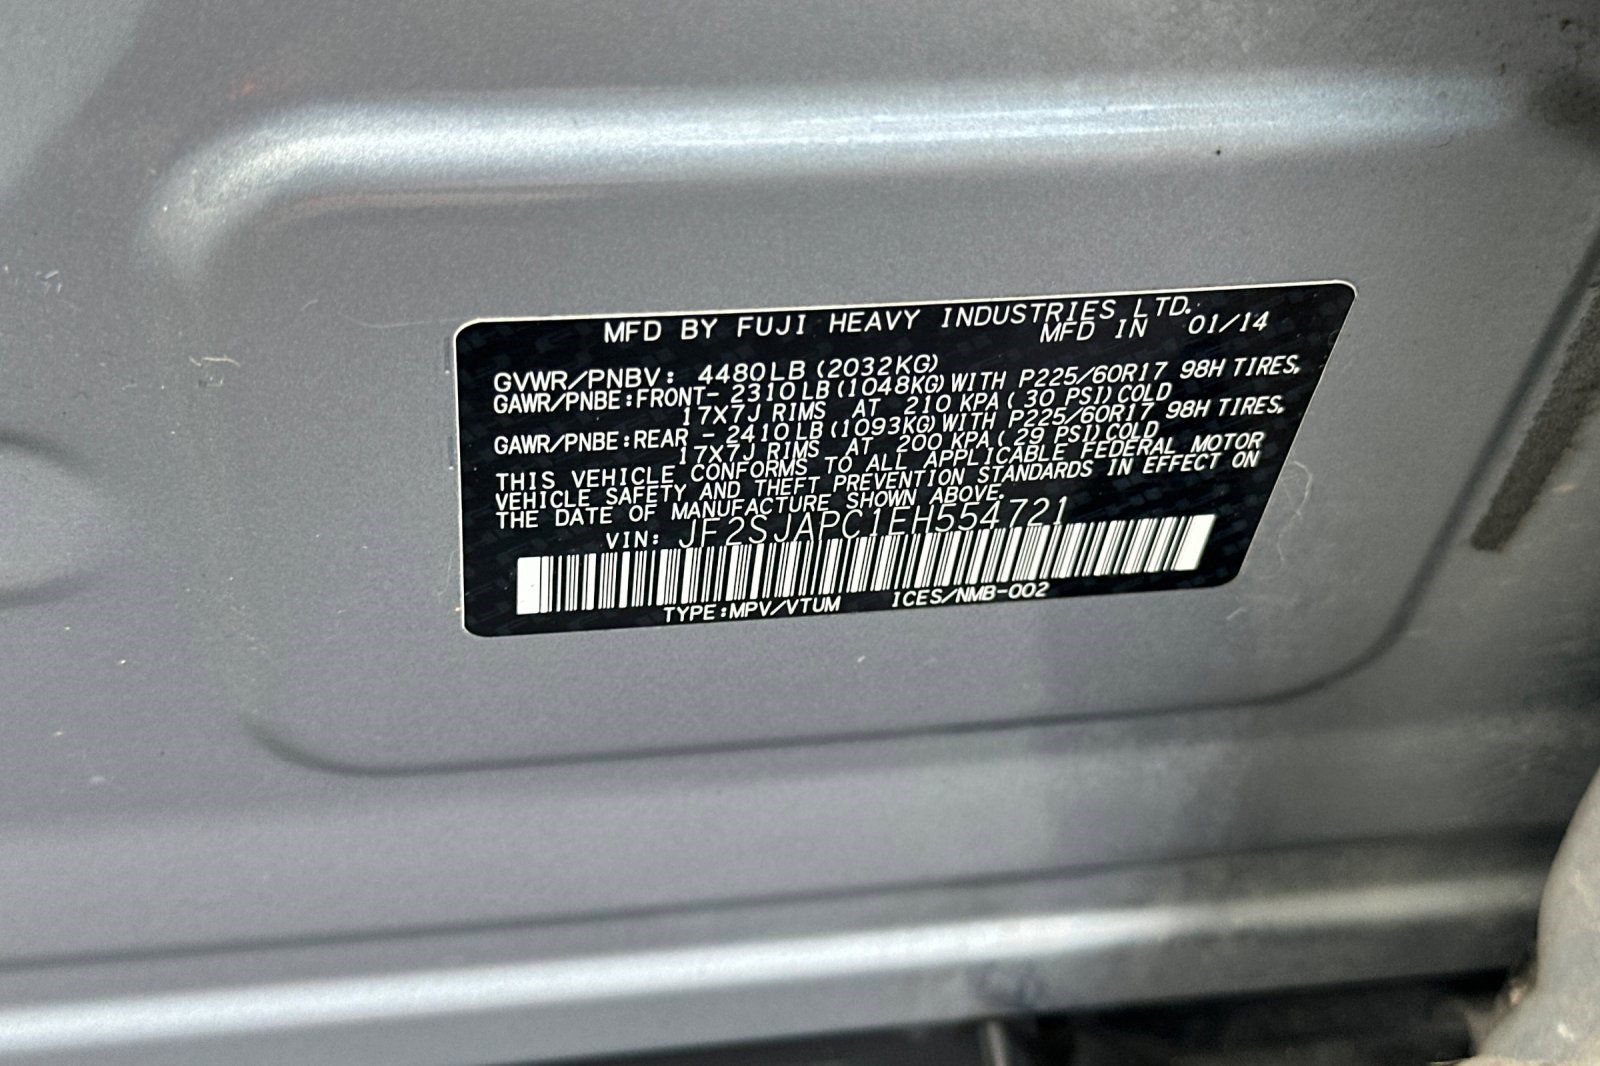 MFD BY FUJI HEAVY INDUSTRIES LTD.
MFD IN 01/14
GVWR/PNBV: 4480LB (2032KG)
GAWR/PNBE:FRONT- 2310LB (1048KG) WITH P225/60R17 98H TIRES,
17X7J RIMS AT 210 KPA ( 30 PSI) COLD
GAWR/PNBE:REAR - 2410LB (1093KG) WITH P225/60R17 98H TIRES,
17X7J RIMS AT 200 KPA ( 29 PSI) COLD
THIS VEHICLE CONFORMS TO ALL APPLICABLE FEDERAL MOTOR
VEHICLE SAFETY AND THEFT PREVENTION STANDARDS IN EFFECT ON
THE DATE OF MANUFACTURE SHOWN ABOVE.
VIN: JF2SJAPC1EH554721
TYPE:MPV/VTUM ICES/NMB-002